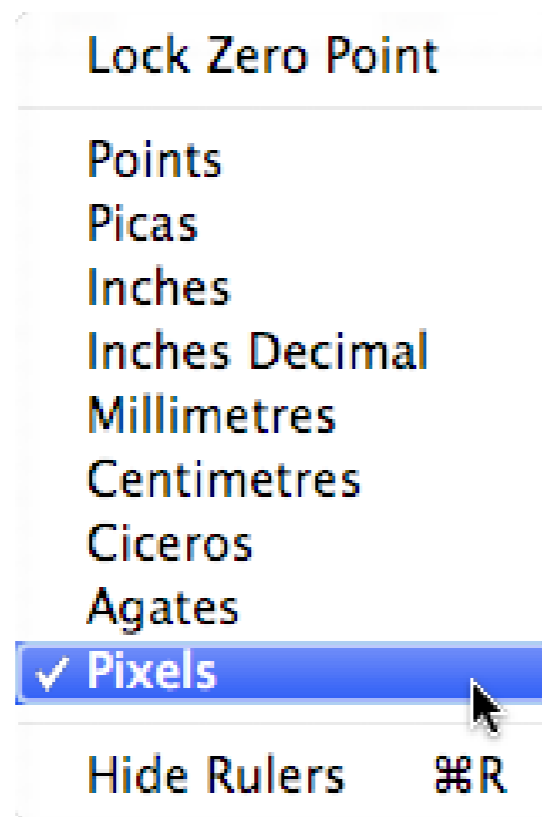 Lock Zero Point
Points
Picas
Inches
Inches Decimal
Millimetres
Centimetres
Ciceros
Agates
✓ Pixels
Hide Rulers ⌘R